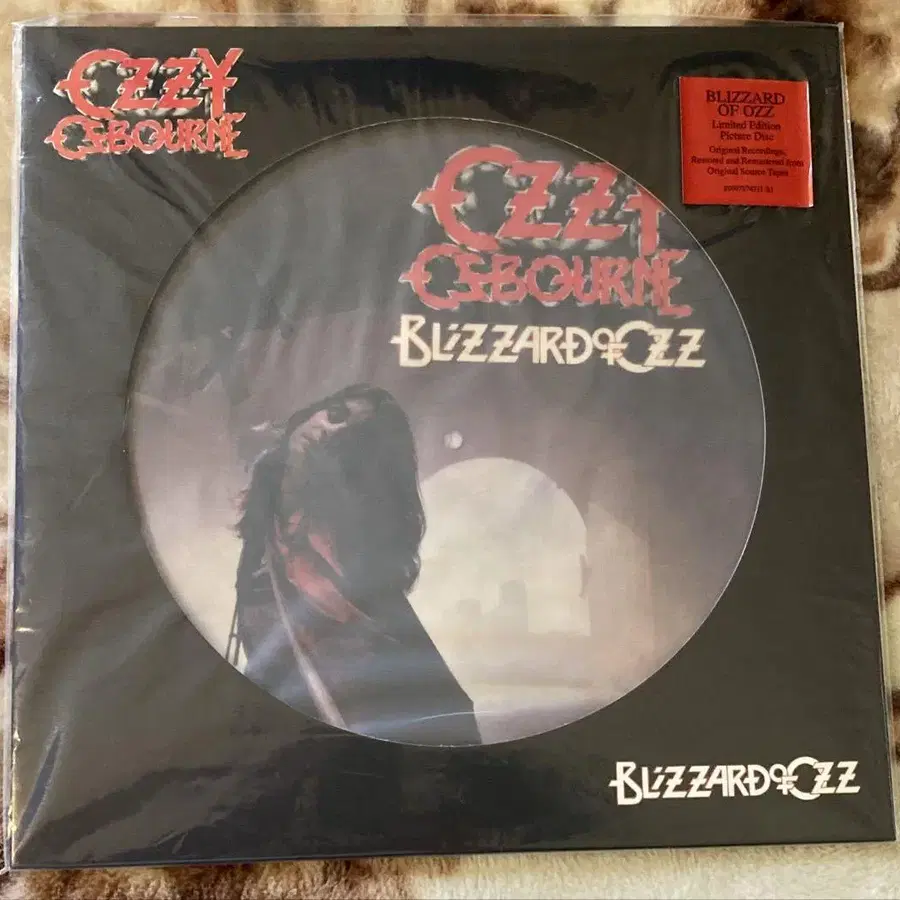 OZZY
OSBOURNE
BLIZZARD
OF OZZ
Limited Edition
Picture Disc
Original Recordings,
Restored and Remastered from
Original Source Tapes
OZZY
OSBOURNE
BLiZZARD OF OZZ
BLiZZARD OF OZZ